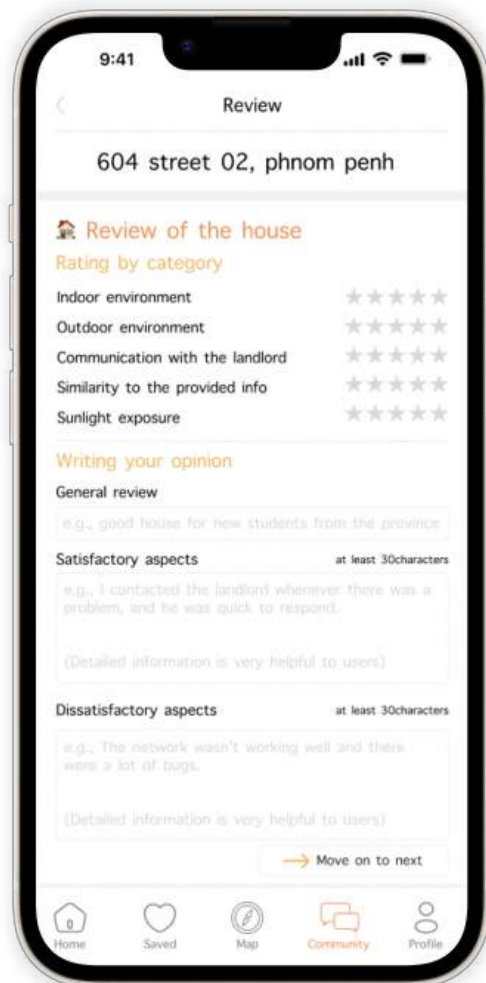 9:41
Review
604 street 02, phnom penh
Review of the house
Rating by category
Indoor environment
Outdoor environment
Communication with the landlord
Similarity to the provided info
Sunlight exposure
Writing your opinion
General review
e.g., good house for new students from the province
Satisfactory aspects at least 30characters
e.g., I contacted the landlord whenever there was a
problem, and he was quick to respond.
(Detailed information is very helpful to users)
Dissatisfactory aspects at least 30characters
e.g., The network wasn't working well and there
were a lot of bugs.
(Detailed information is very helpful to users)
Move on to next
Home Saved Map Community Profile